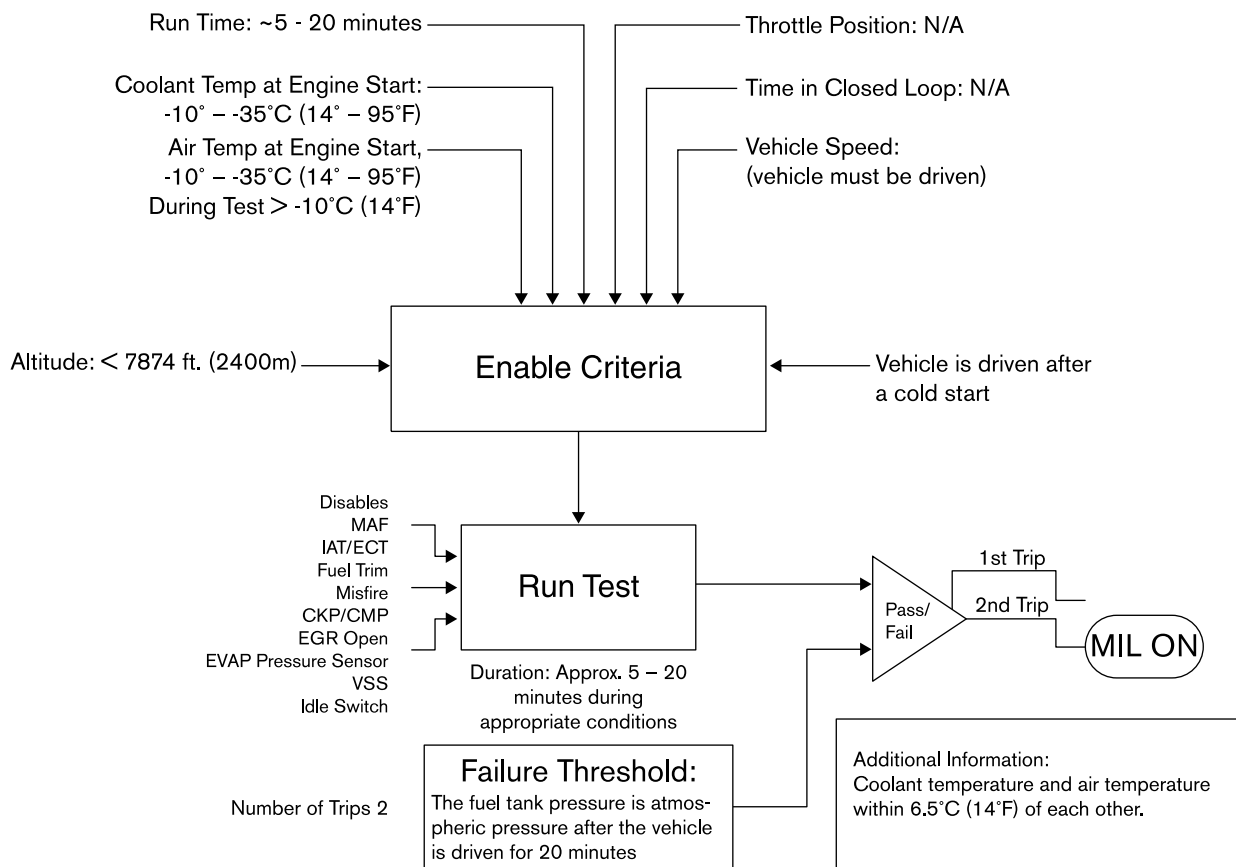 Run Time: ~5 - 20 minutes
Coolant Temp at Engine Start:
-10° – -35°C (14° – 95°F)
Air Temp at Engine Start,
-10° – -35°C (14° – 95°F)
During Test > -10°C (14°F)
Throttle Position: N/A
Time in Closed Loop: N/A
Vehicle Speed:
(vehicle must be driven)
Altitude: < 7874 ft. (2400m)
Enable Criteria
Vehicle is driven after
a cold start
Disables
MAF
IAT/ECT
Fuel Trim
Misfire
CKP/CMP
EGR Open
EVAP Pressure Sensor
VSS
Idle Switch
Run Test
Duration: Approx. 5 – 20
minutes during
appropriate conditions
Pass/
Fail
1st Trip
2nd Trip
MIL ON
Number of Trips 2
Failure Threshold:
The fuel tank pressure is atmos-
pheric pressure after the vehicle
is driven for 20 minutes
Additional Information:
Coolant temperature and air temperature
within 6.5°C (14°F) of each other.